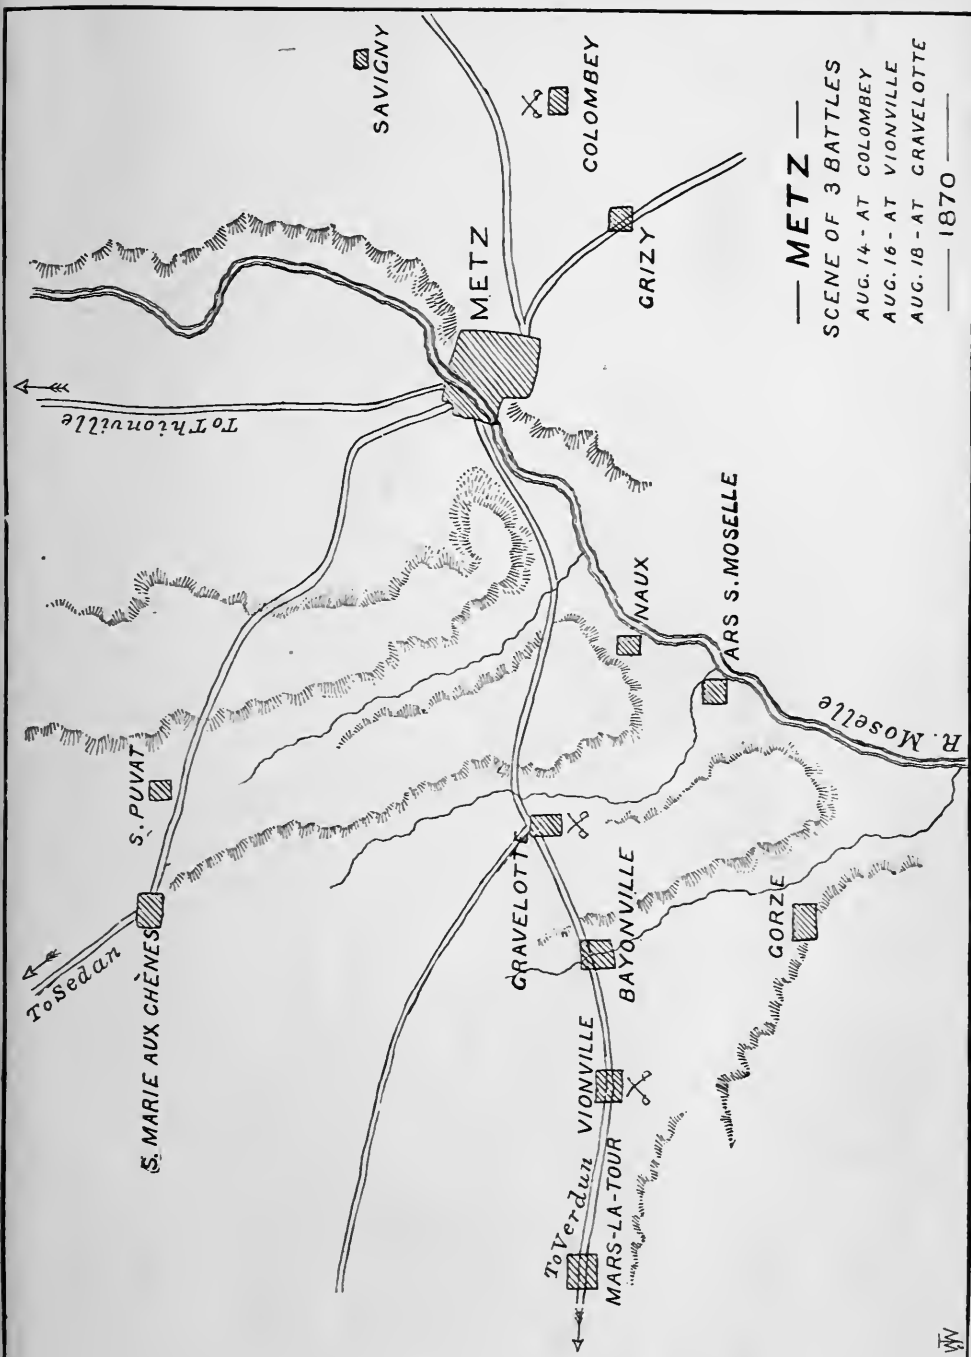 — METZ —
SCENE OF 3 BATTLES
AUG. 14 - AT COLOMBEY
AUG. 16 - AT VIONVILLE
AUG. 18 - AT GRAVELOTTE
— 1870 —
SAVIGNY
COLOMBEY
METZ
GRIZY
To Thionville
S. PUVAT
NAUX
ARS S. MOSELLE
R. Moselle
To Sedan
S. MARIE AUX CHÈNES
GRAVELOTTE
BAYONVILLE
GORZE
VIONVILLE
To Verdun
MARS-LA-TOUR